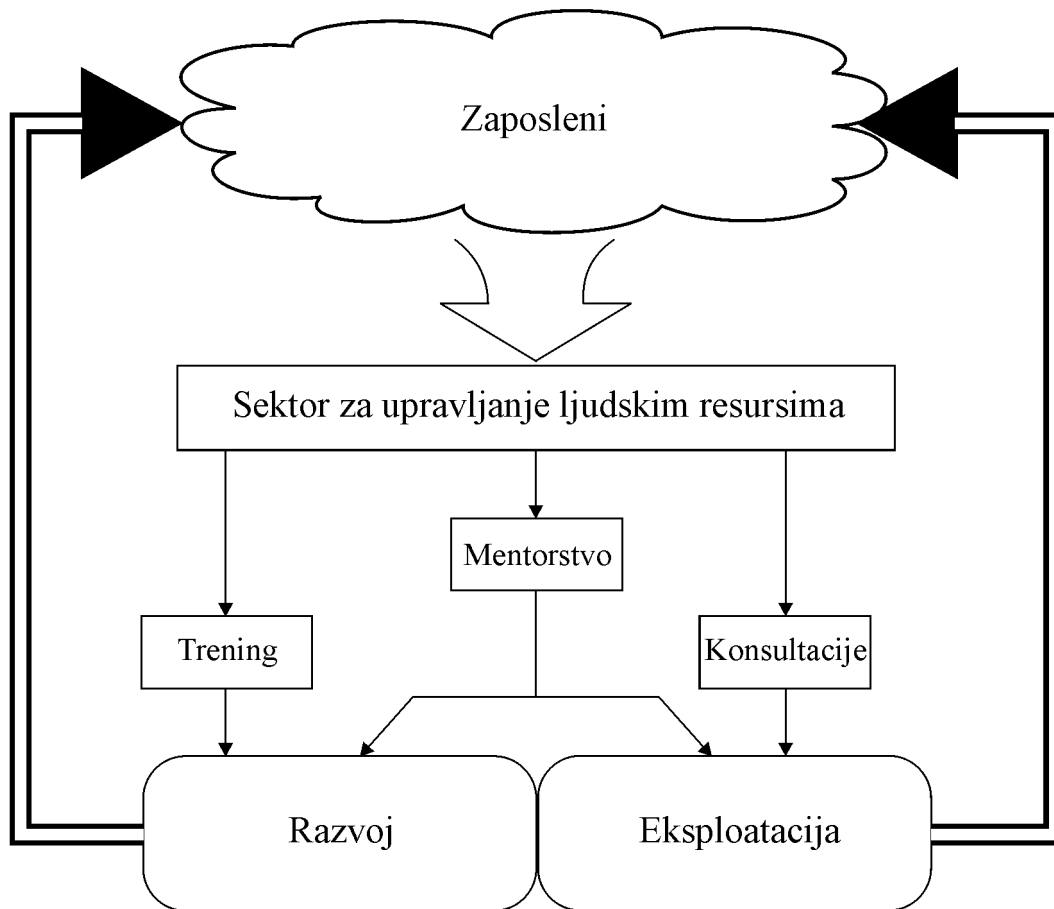 Zaposleni
Sektor za upravljanje ljudskim resursima
Mentorstvo
Trening
Konsultacije
Razvoj
Eksploatacija